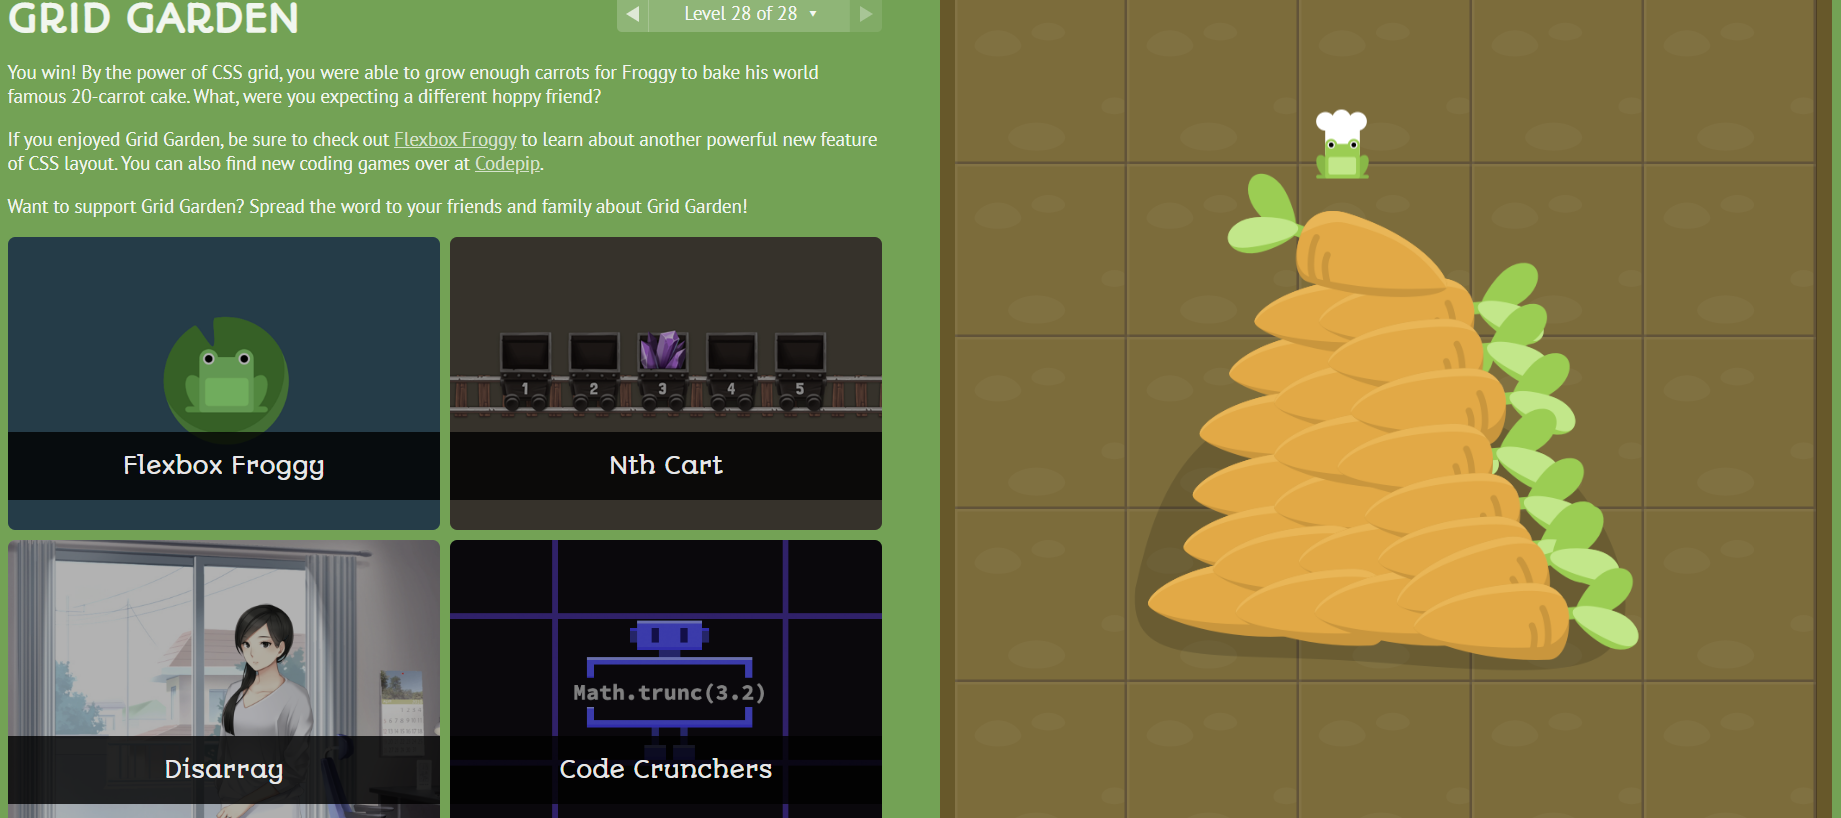 GRID GARDEN
Level 28 of 28
You win! By the power of CSS grid, you were able to grow enough carrots for Froggy to bake his world
famous 20-carrot cake. What, were you expecting a different hoppy friend?
If you enjoyed Grid Garden, be sure to check out Flexbox Froggy to learn about another powerful new feature
of CSS layout. You can also find new coding games over at Codepip.
Want to support Grid Garden? Spread the word to your friends and family about Grid Garden!
Flexbox Froggy
1 2 3 4 5
Nth Cart
Disarray
Math.trunc(3.2)
Code Crunchers